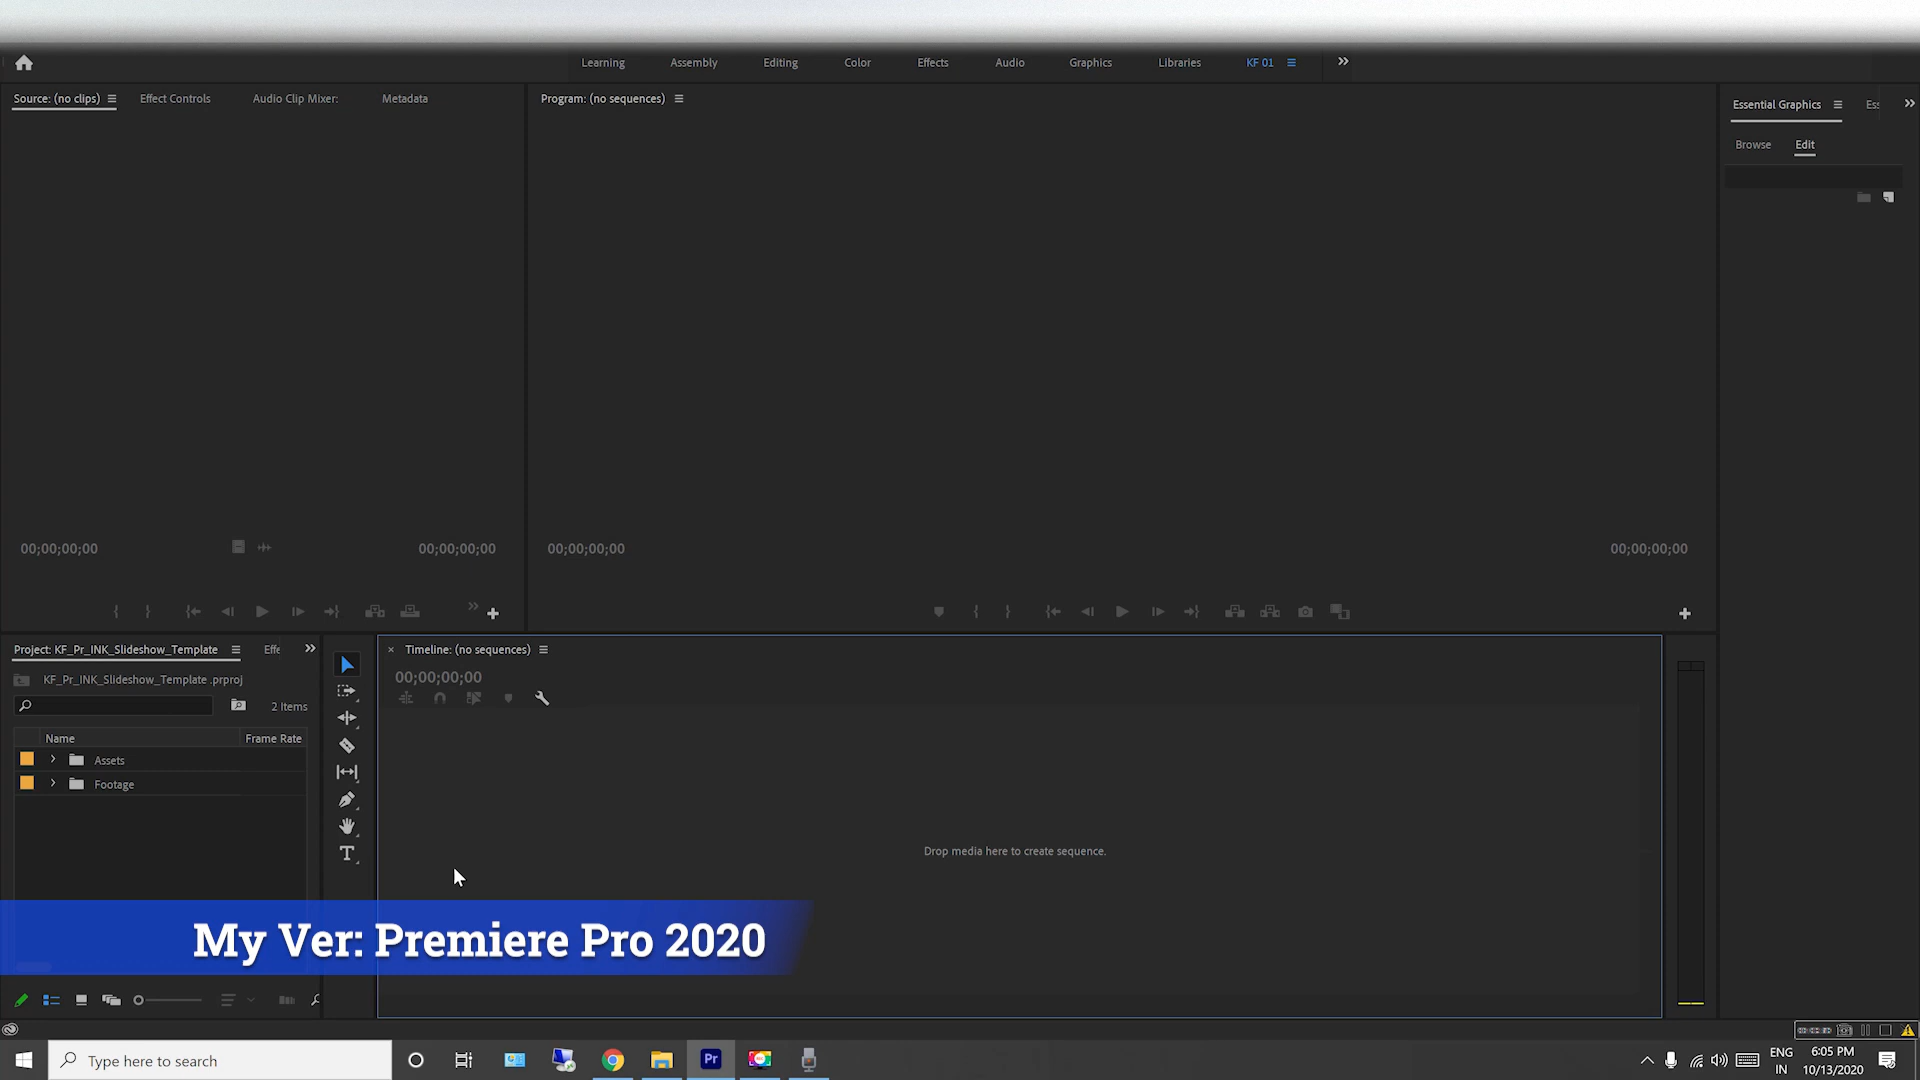 Learning Assembly Editing Color Effects Audio Graphics Libraries KF 01
Source: (no clips) Effect Controls Audio Clip Mixer: Metadata
Program: (no sequences)
Essential Graphics Ess
Browse Edit
00;00;00;00 00;00;00;00
00;00;00;00 00;00;00;00
Project: KF_Pr_INK_Slideshow_Template Effe
KF_Pr_INK_Slideshow_Template .prproj
2 Items
Name Frame Rate
Assets
Footage
Timeline: (no sequences)
00;00;00;00
Drop media here to create sequence.
My Ver: Premiere Pro 2020
Type here to search
Pr
ENG
IN
6:05 PM
10/13/2020